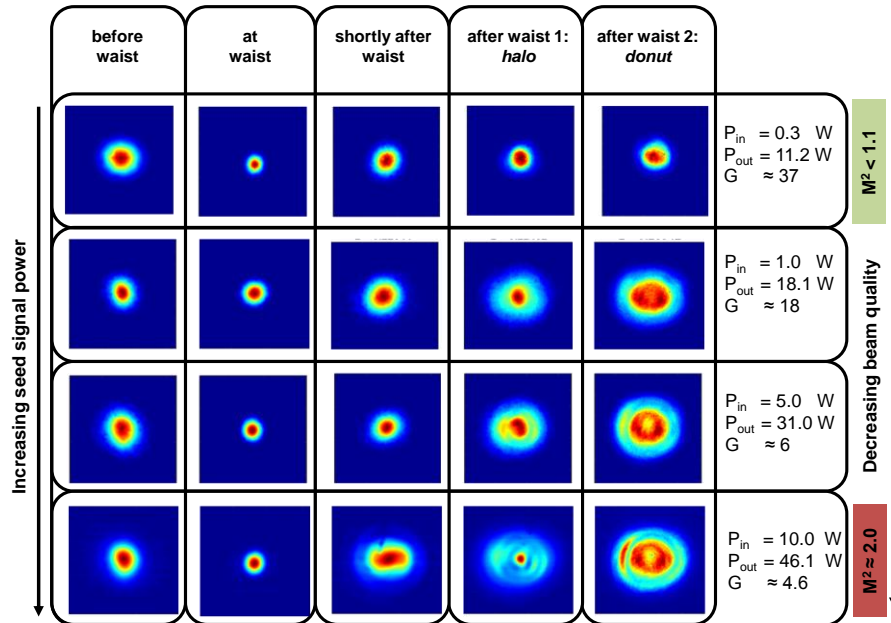 before
waist
at
waist
shortly after
waist
after waist 1:
halo
after waist 2:
donut
Increasing seed signal power
P_in = 0.3 W
P_out = 11.2 W
G ≈ 37
M² < 1.1
P_in = 1.0 W
P_out = 18.1 W
G ≈ 18
Decreasing beam quality
P_in = 5.0 W
P_out = 31.0 W
G ≈ 6
P_in = 10.0 W
P_out = 46.1 W
G ≈ 4.6
M² ≈ 2.0